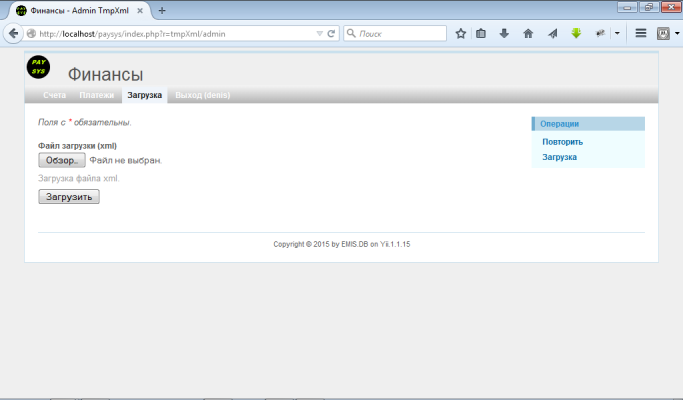 Финансы - Admin TmpXml
http://localhost/paysys/index.php?r=tmpXml/admin
Поиск
PAY
SYS
Финансы
Счета Платежи Загрузка Выход (denis)
Поля с * обязательны.
Операции
Повторить
Загрузка
Файл загрузки (xml)
Обзор.. Файл не выбран.
Загрузка файла xml.
Загрузить
Copyright © 2015 by EMIS.DB on Yii.1.1.15